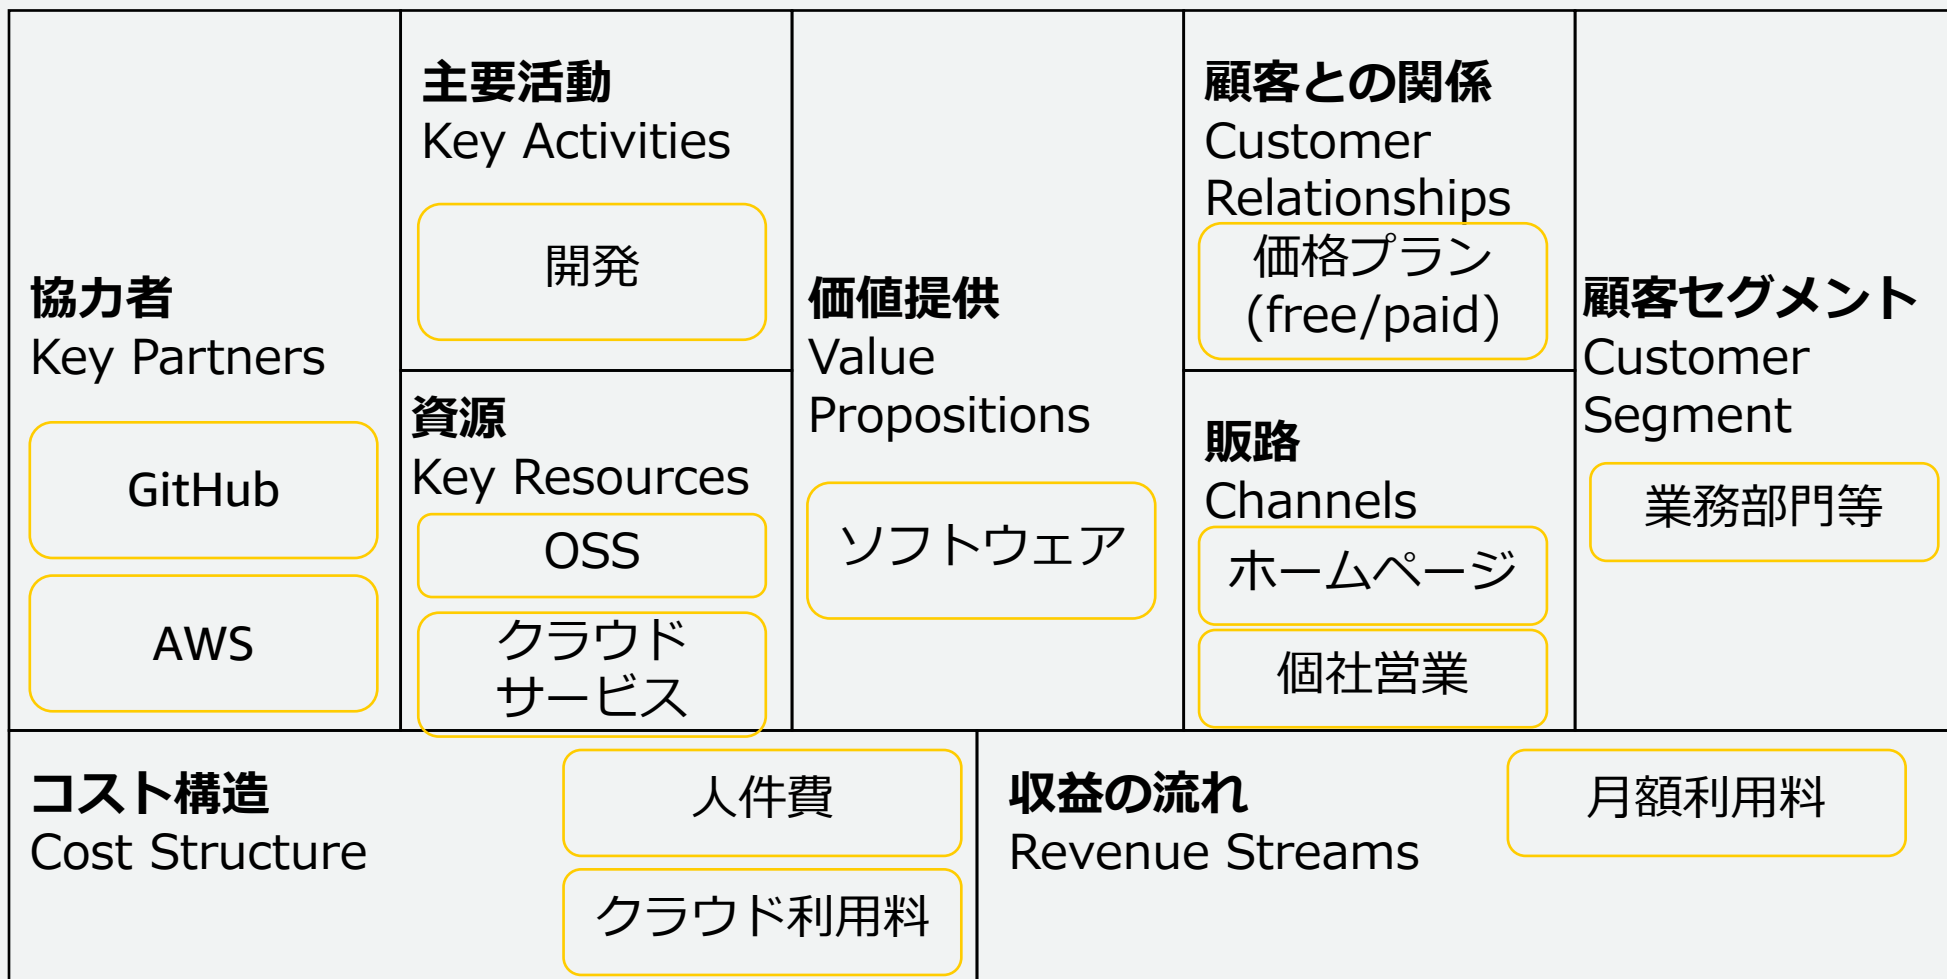 協力者
Key Partners
GitHub
AWS
主要活動
Key Activities
開発
資源
Key Resources
OSS
クラウド
サービス
価値提供
Value
Propositions
ソフトウェア
顧客との関係
Customer
Relationships
価格プラン
(free/paid)
販路
Channels
ホームページ
個社営業
顧客セグメント
Customer
Segment
業務部門等
コスト構造
Cost Structure
人件費
クラウド利用料
収益の流れ
Revenue Streams
月額利用料